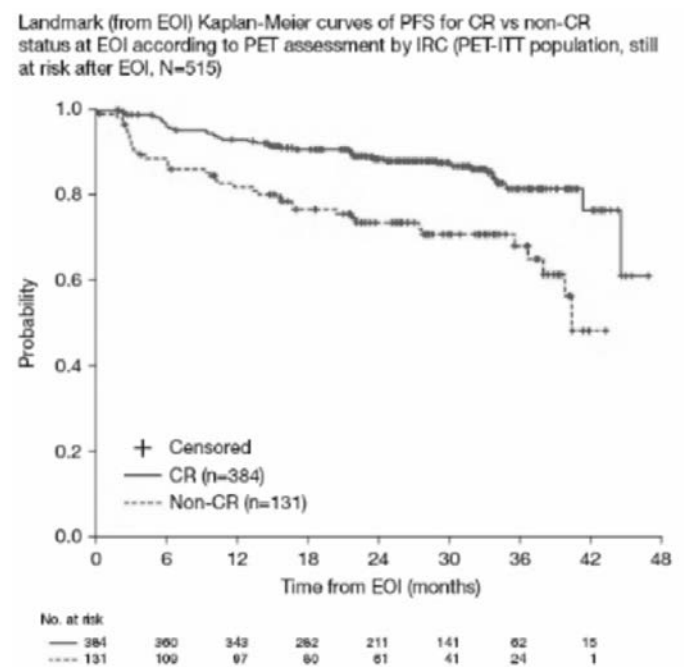 Landmark (from EOI) Kaplan-Meier curves of PFS for CR vs non-CR
status at EOI according to PET assessment by IRC (PET-ITT population, still
at risk after EOI, N=515)
1.0
0.8
0.6
0.4
0.2
0.0
Probability
Censored
CR (n=384)
Non-CR (n=131)
0 6 12 18 24 30 36 42 48
Time from EOI (months)
No. at risk
384 360 343 262 211 141 62 15
131 109 97 61 41 24 1